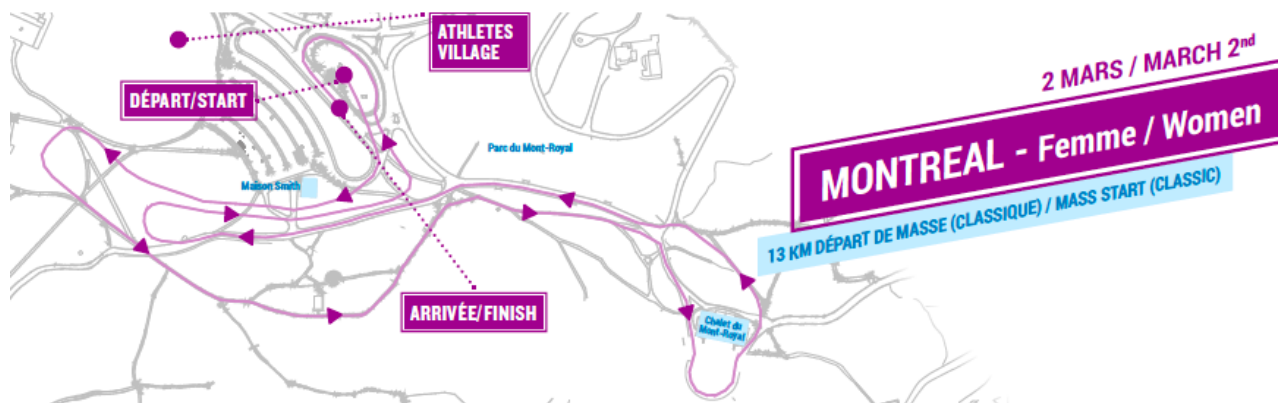 ATHLETES
VILLAGE
DÉPART/START
Parc du Mont-Royal
Maison Smith
ARRIVÉE/FINISH
Chalet du
Mont-Royal
2 MARS / MARCH 2nd
MONTREAL - Femme / Women
13 KM DÉPART DE MASSE (CLASSIQUE) / MASS START (CLASSIC)